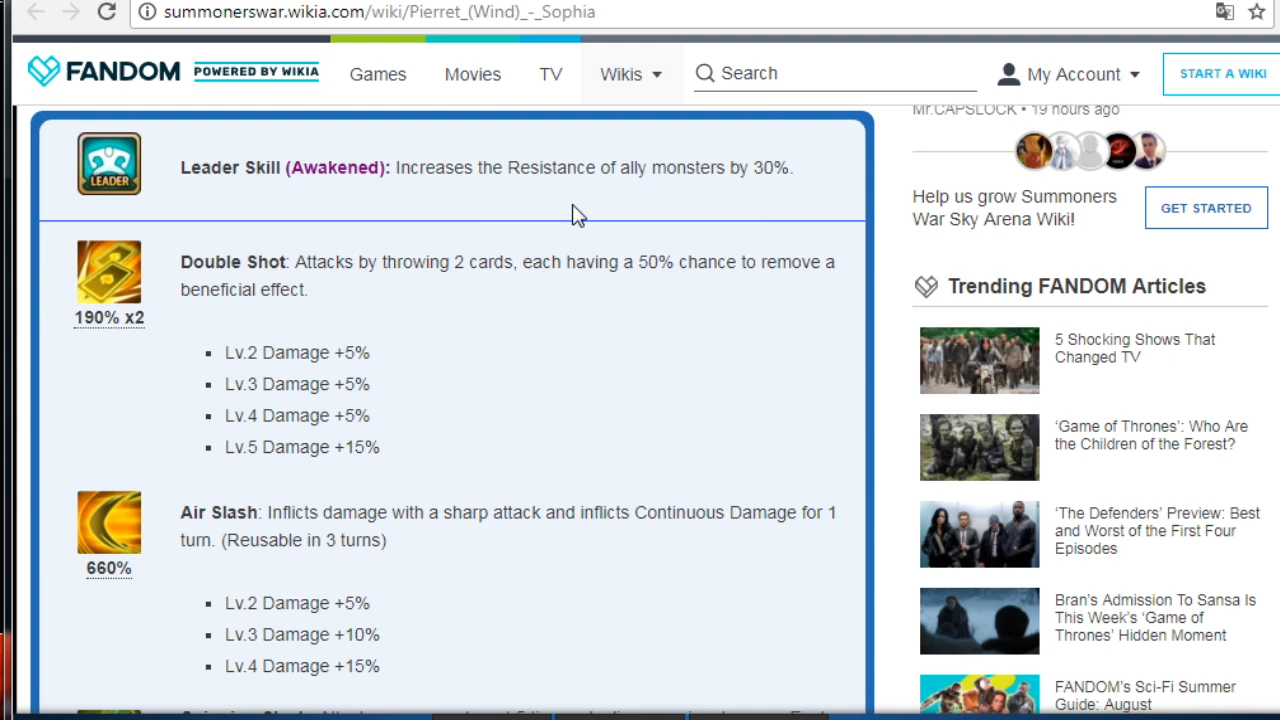 summonerswar.wikia.com/wiki/Pierret_(Wind)_-_Sophia
FANDOM POWERED BY WIKIA Games Movies TV Wikis Search My Account START A WIKI
LEADER
Leader Skill (Awakened): Increases the Resistance of ally monsters by 30%.
Double Shot: Attacks by throwing 2 cards, each having a 50% chance to remove a
beneficial effect.
190% x2
Lv.2 Damage +5%
Lv.3 Damage +5%
Lv.4 Damage +5%
Lv.5 Damage +15%
Air Slash: Inflicts damage with a sharp attack and inflicts Continuous Damage for 1
turn. (Reusable in 3 turns)
660%
Lv.2 Damage +5%
Lv.3 Damage +10%
Lv.4 Damage +15%
Mr.CAPSLOCK • 19 hours ago
Help us grow Summoners
War Sky Arena Wiki!
GET STARTED
Trending FANDOM Articles
5 Shocking Shows That
Changed TV
‘Game of Thrones’: Who Are
the Children of the Forest?
‘The Defenders’ Preview: Best
and Worst of the First Four
Episodes
Bran’s Admission To Sansa Is
This Week’s ‘Game of
Thrones’ Hidden Moment
FANDOM’s Sci-Fi Summer
Guide: August